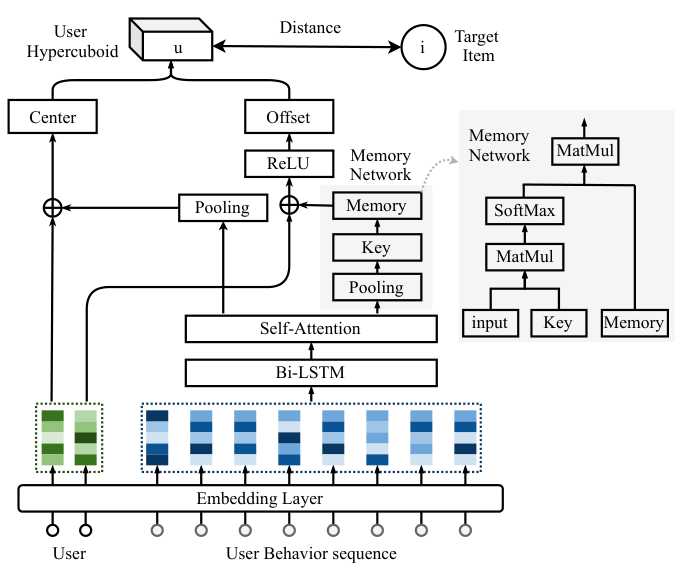 User
Hypercuboid
u
Distance
i
Target
Item
Center
Offset
ReLU
Memory
Network
Pooling
Memory
Key
Pooling
Self-Attention
Bi-LSTM
Embedding Layer
User
User Behavior sequence
Memory
Network
MatMul
SoftMax
MatMul
input
Key
Memory